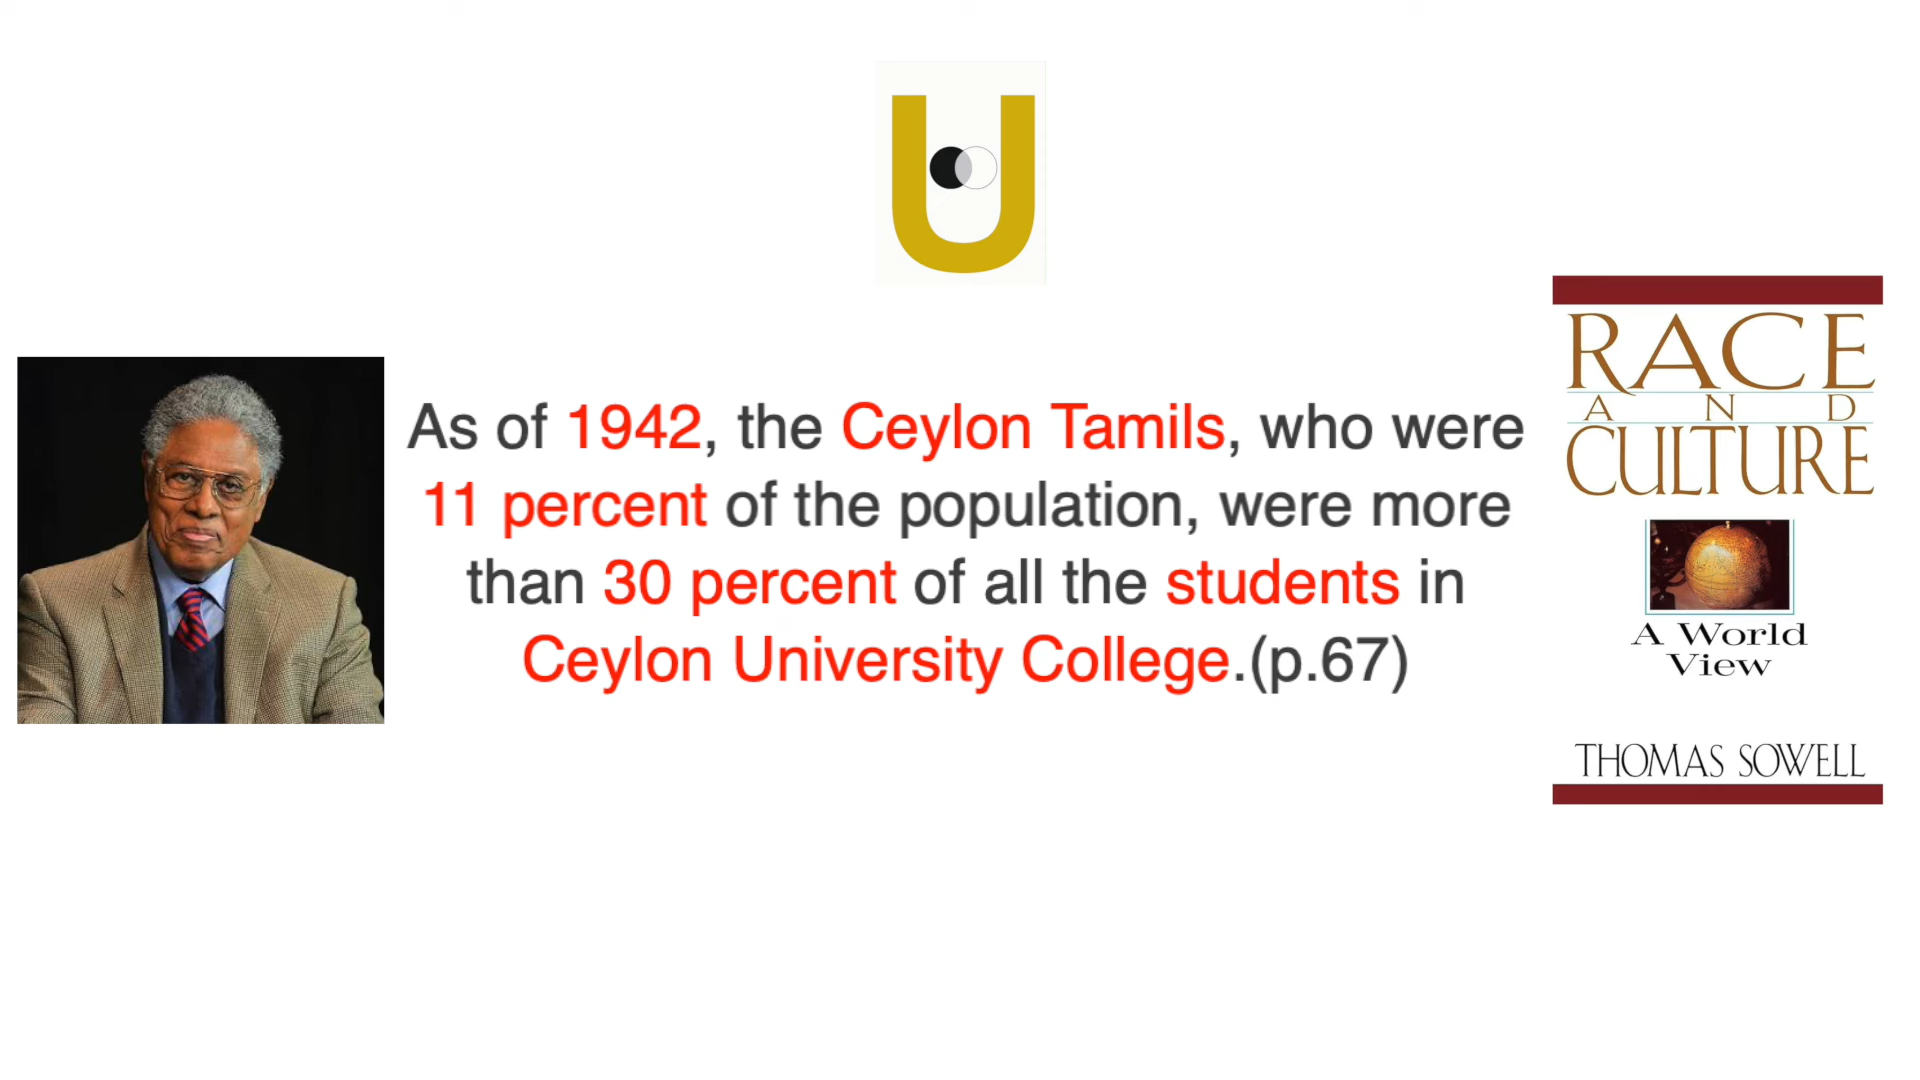 U
As of 1942, the Ceylon Tamils, who were
11 percent of the population, were more
than 30 percent of all the students in
Ceylon University College.(p.67)
RACE
AND
CULTURE
A World
View
THOMAS SOWELL